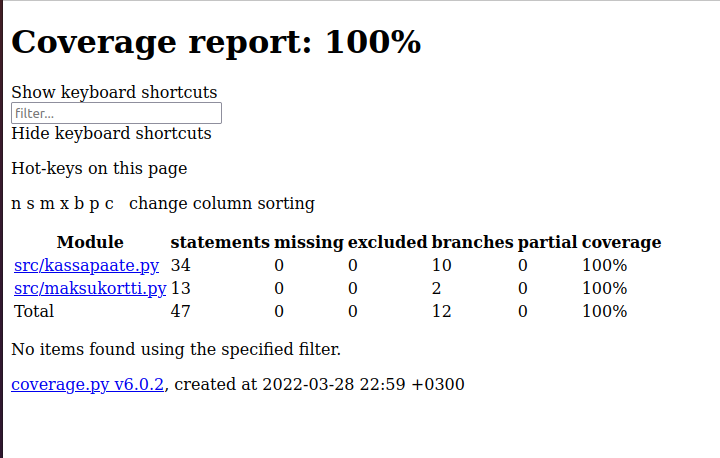 Coverage report: 100%
Show keyboard shortcuts
filter...
Hide keyboard shortcuts
Hot-keys on this page
n s m x b p c change column sorting
Module statements missing excluded branches partial coverage
src/kassapaate.py 34 0 0 10 0 100%
src/maksukortti.py 13 0 0 2 0 100%
Total 47 0 0 12 0 100%
No items found using the specified filter.
coverage.py v6.0.2, created at 2022-03-28 22:59 +0300